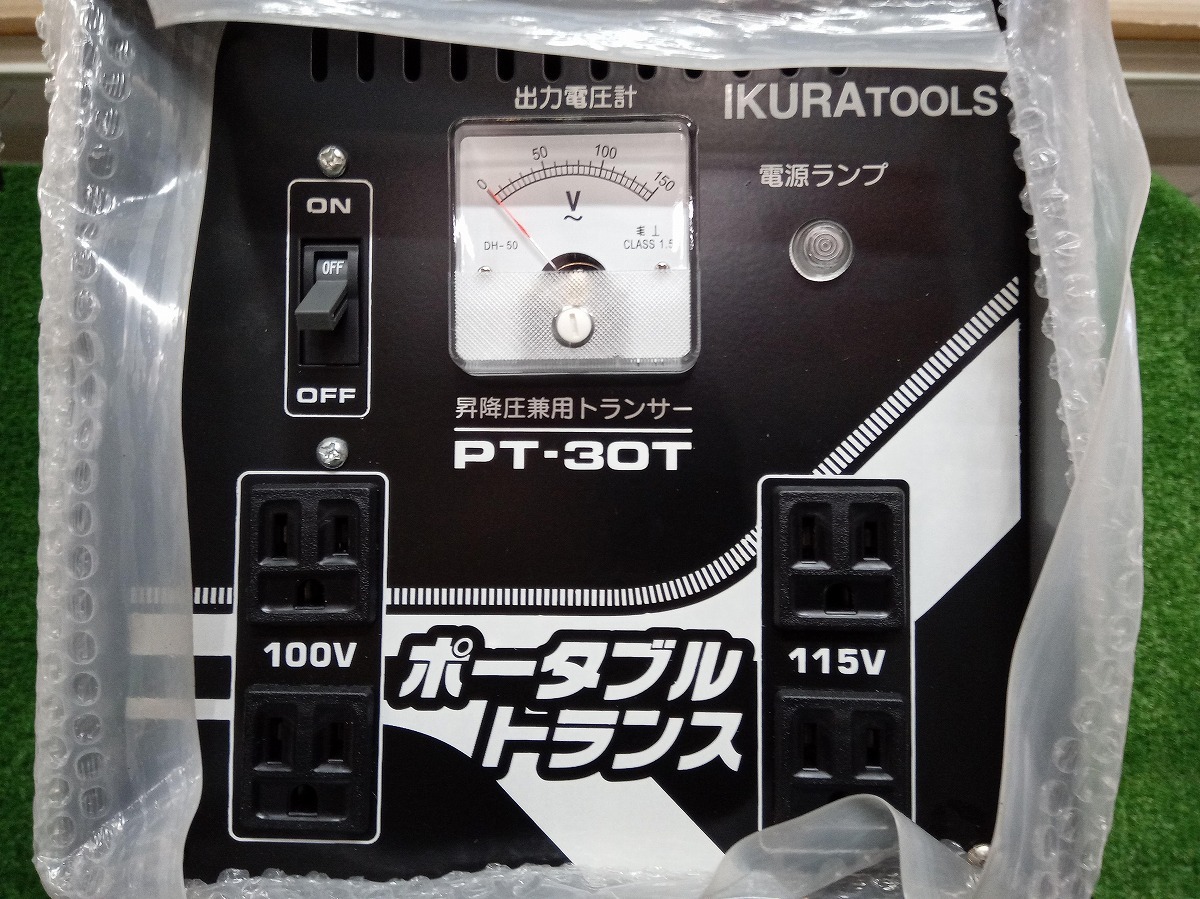 出力電圧計
IKURATOOLS
電源ランプ
ON
OFF
OFF
0 50 100 150
V
~
DH-50
CLASS 1.5
昇降圧兼用トランサー
PT-30T
100V
115V
ポータブル
トランス